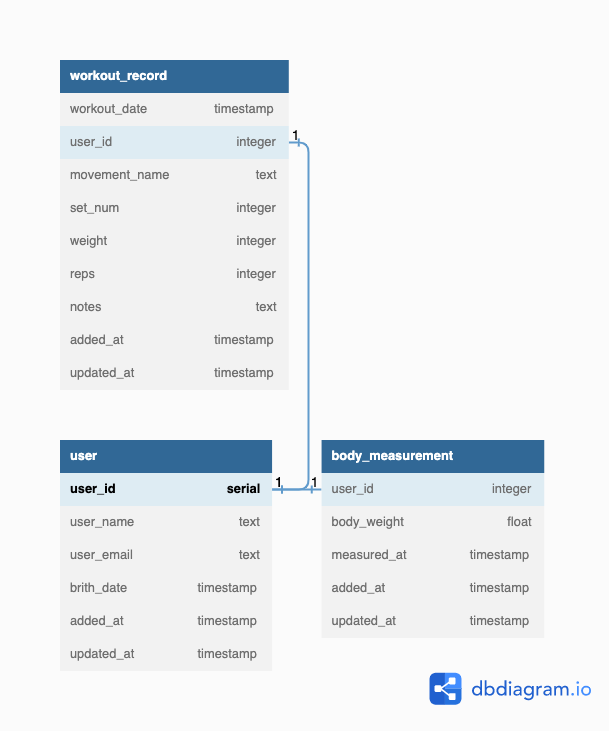 workout_record
workout_date timestamp
user_id integer 1
movement_name text
set_num integer
weight integer
reps integer
notes text
added_at timestamp
updated_at timestamp
user
user_id serial 1
user_name text
user_email text
brith_date timestamp
added_at timestamp
updated_at timestamp
body_measurement
1 user_id integer
body_weight float
measured_at timestamp
added_at timestamp
updated_at timestamp
dbdiagram.io